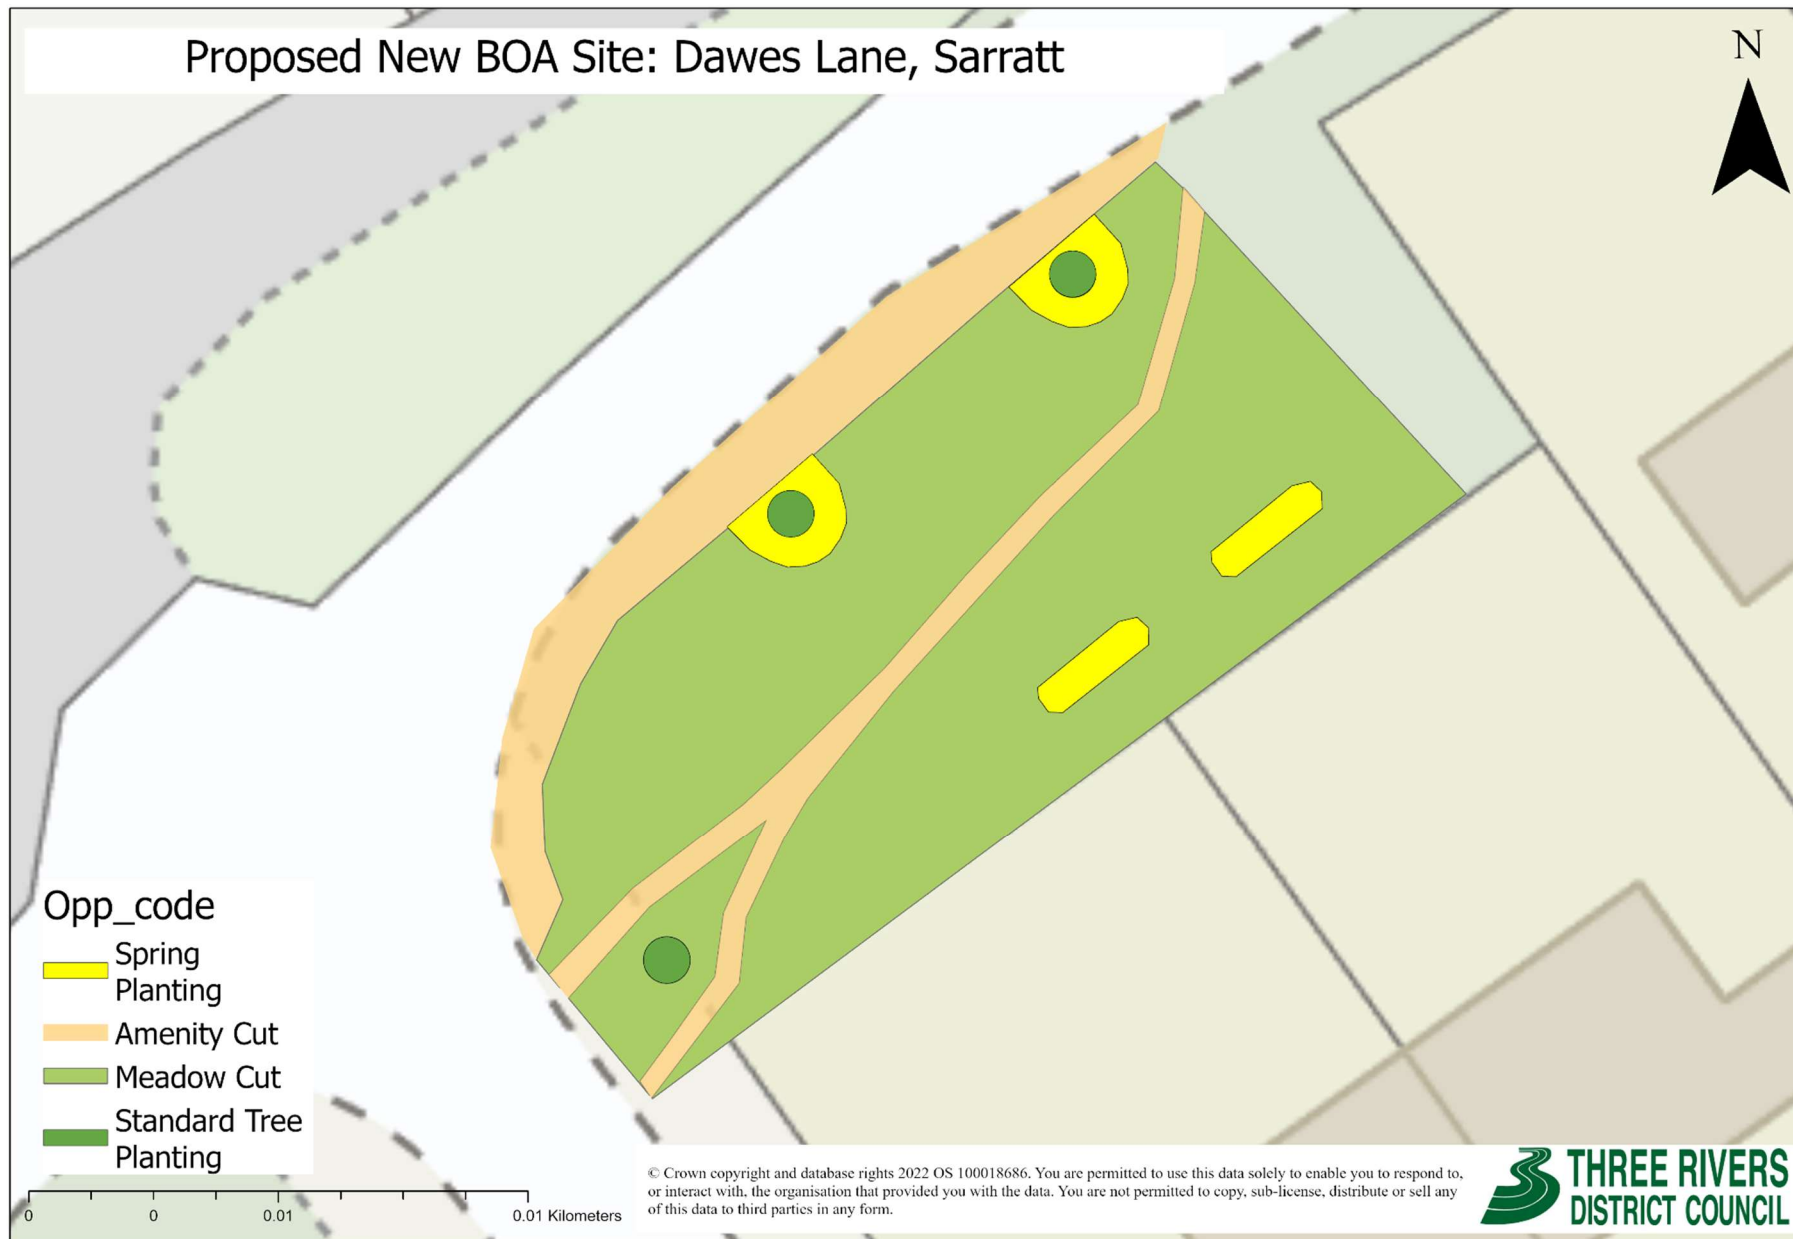 Proposed New BOA Site: Dawes Lane, Sarratt
N
Opp_code
Spring
Planting
Amenity Cut
Meadow Cut
Standard Tree
Planting
0 0 0.01 0.01 Kilometers
© Crown copyright and database rights 2022 OS 100018686. You are permitted to use this data solely to enable you to respond to,
or interact with, the organisation that provided you with the data. You are not permitted to copy, sub-license, distribute or sell any
of this data to third parties in any form.
THREE RIVERS
DISTRICT COUNCIL